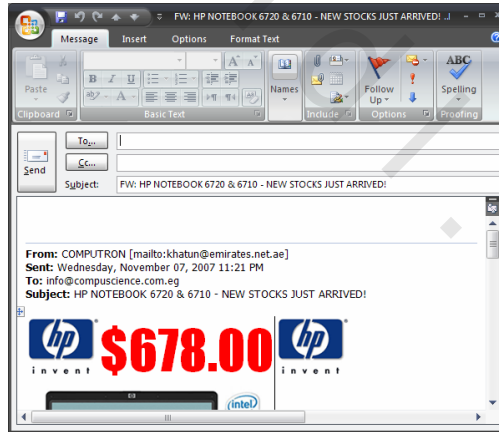 FW: HP NOTEBOOK 6720 & 6710 - NEW STOCKS JUST ARRIVED! ..
Message Insert Options Format Text
Paste
B I U
A A
ab A
Names
Follow Up
ABC
Spelling
Clipboard Basic Text Include Options Proofing
To...
Cc...
Send
Subject: FW: HP NOTEBOOK 6720 & 6710 - NEW STOCKS JUST ARRIVED!
From: COMPUTRON [mailto:khatun@emirates.net.ae]
Sent: Wednesday, November 07, 2007 11:21 PM
To: info@compuscience.com.eg
Subject: HP NOTEBOOK 6720 & 6710 - NEW STOCKS JUST ARRIVED!
hp $678.00 hp
invent invent
hp
intel